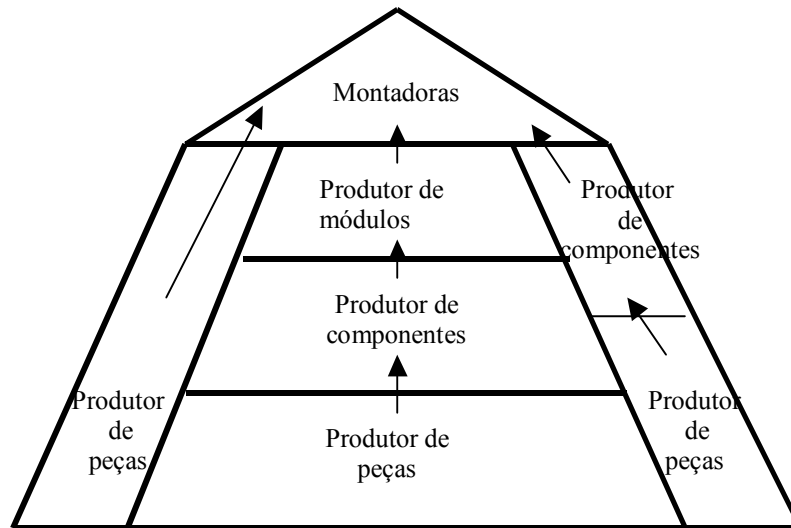 Montadoras
Produtor de
módulos
Produtor
de
componentes
Produtor de
componentes
Produtor
de
peças
Produtor de
peças
Produtor
de
peças